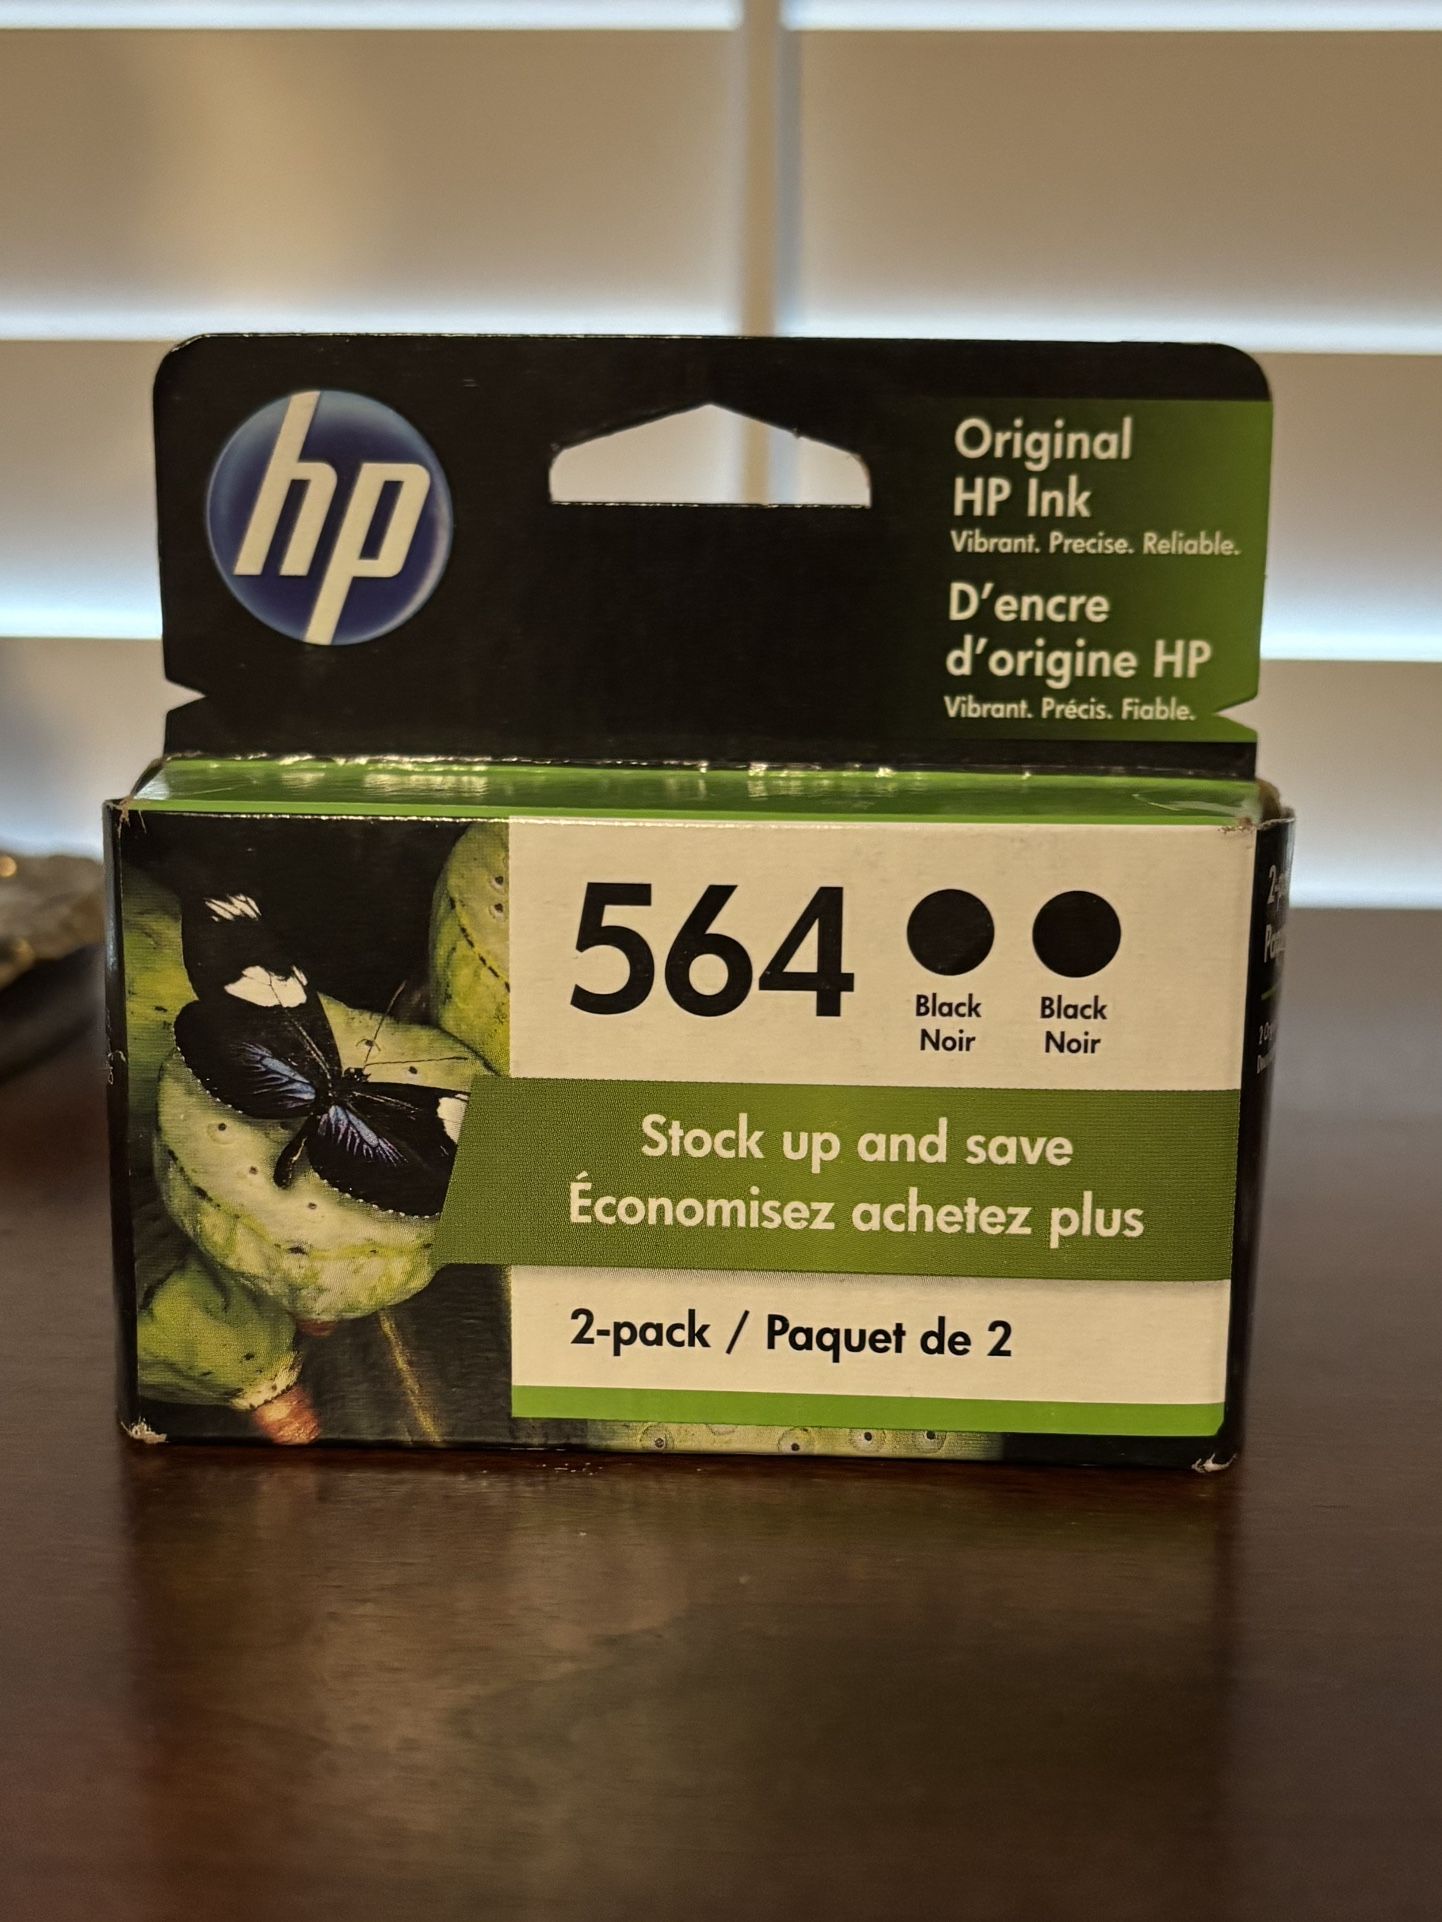 hp
Original
HP Ink
Vibrant. Precise. Reliable.
D'encre
d'origine HP
Vibrant. Précis. Fiable.
564
Black
Noir
Black
Noir
Stock up and save
Économisez achetez plus
2-pack / Paquet de 2